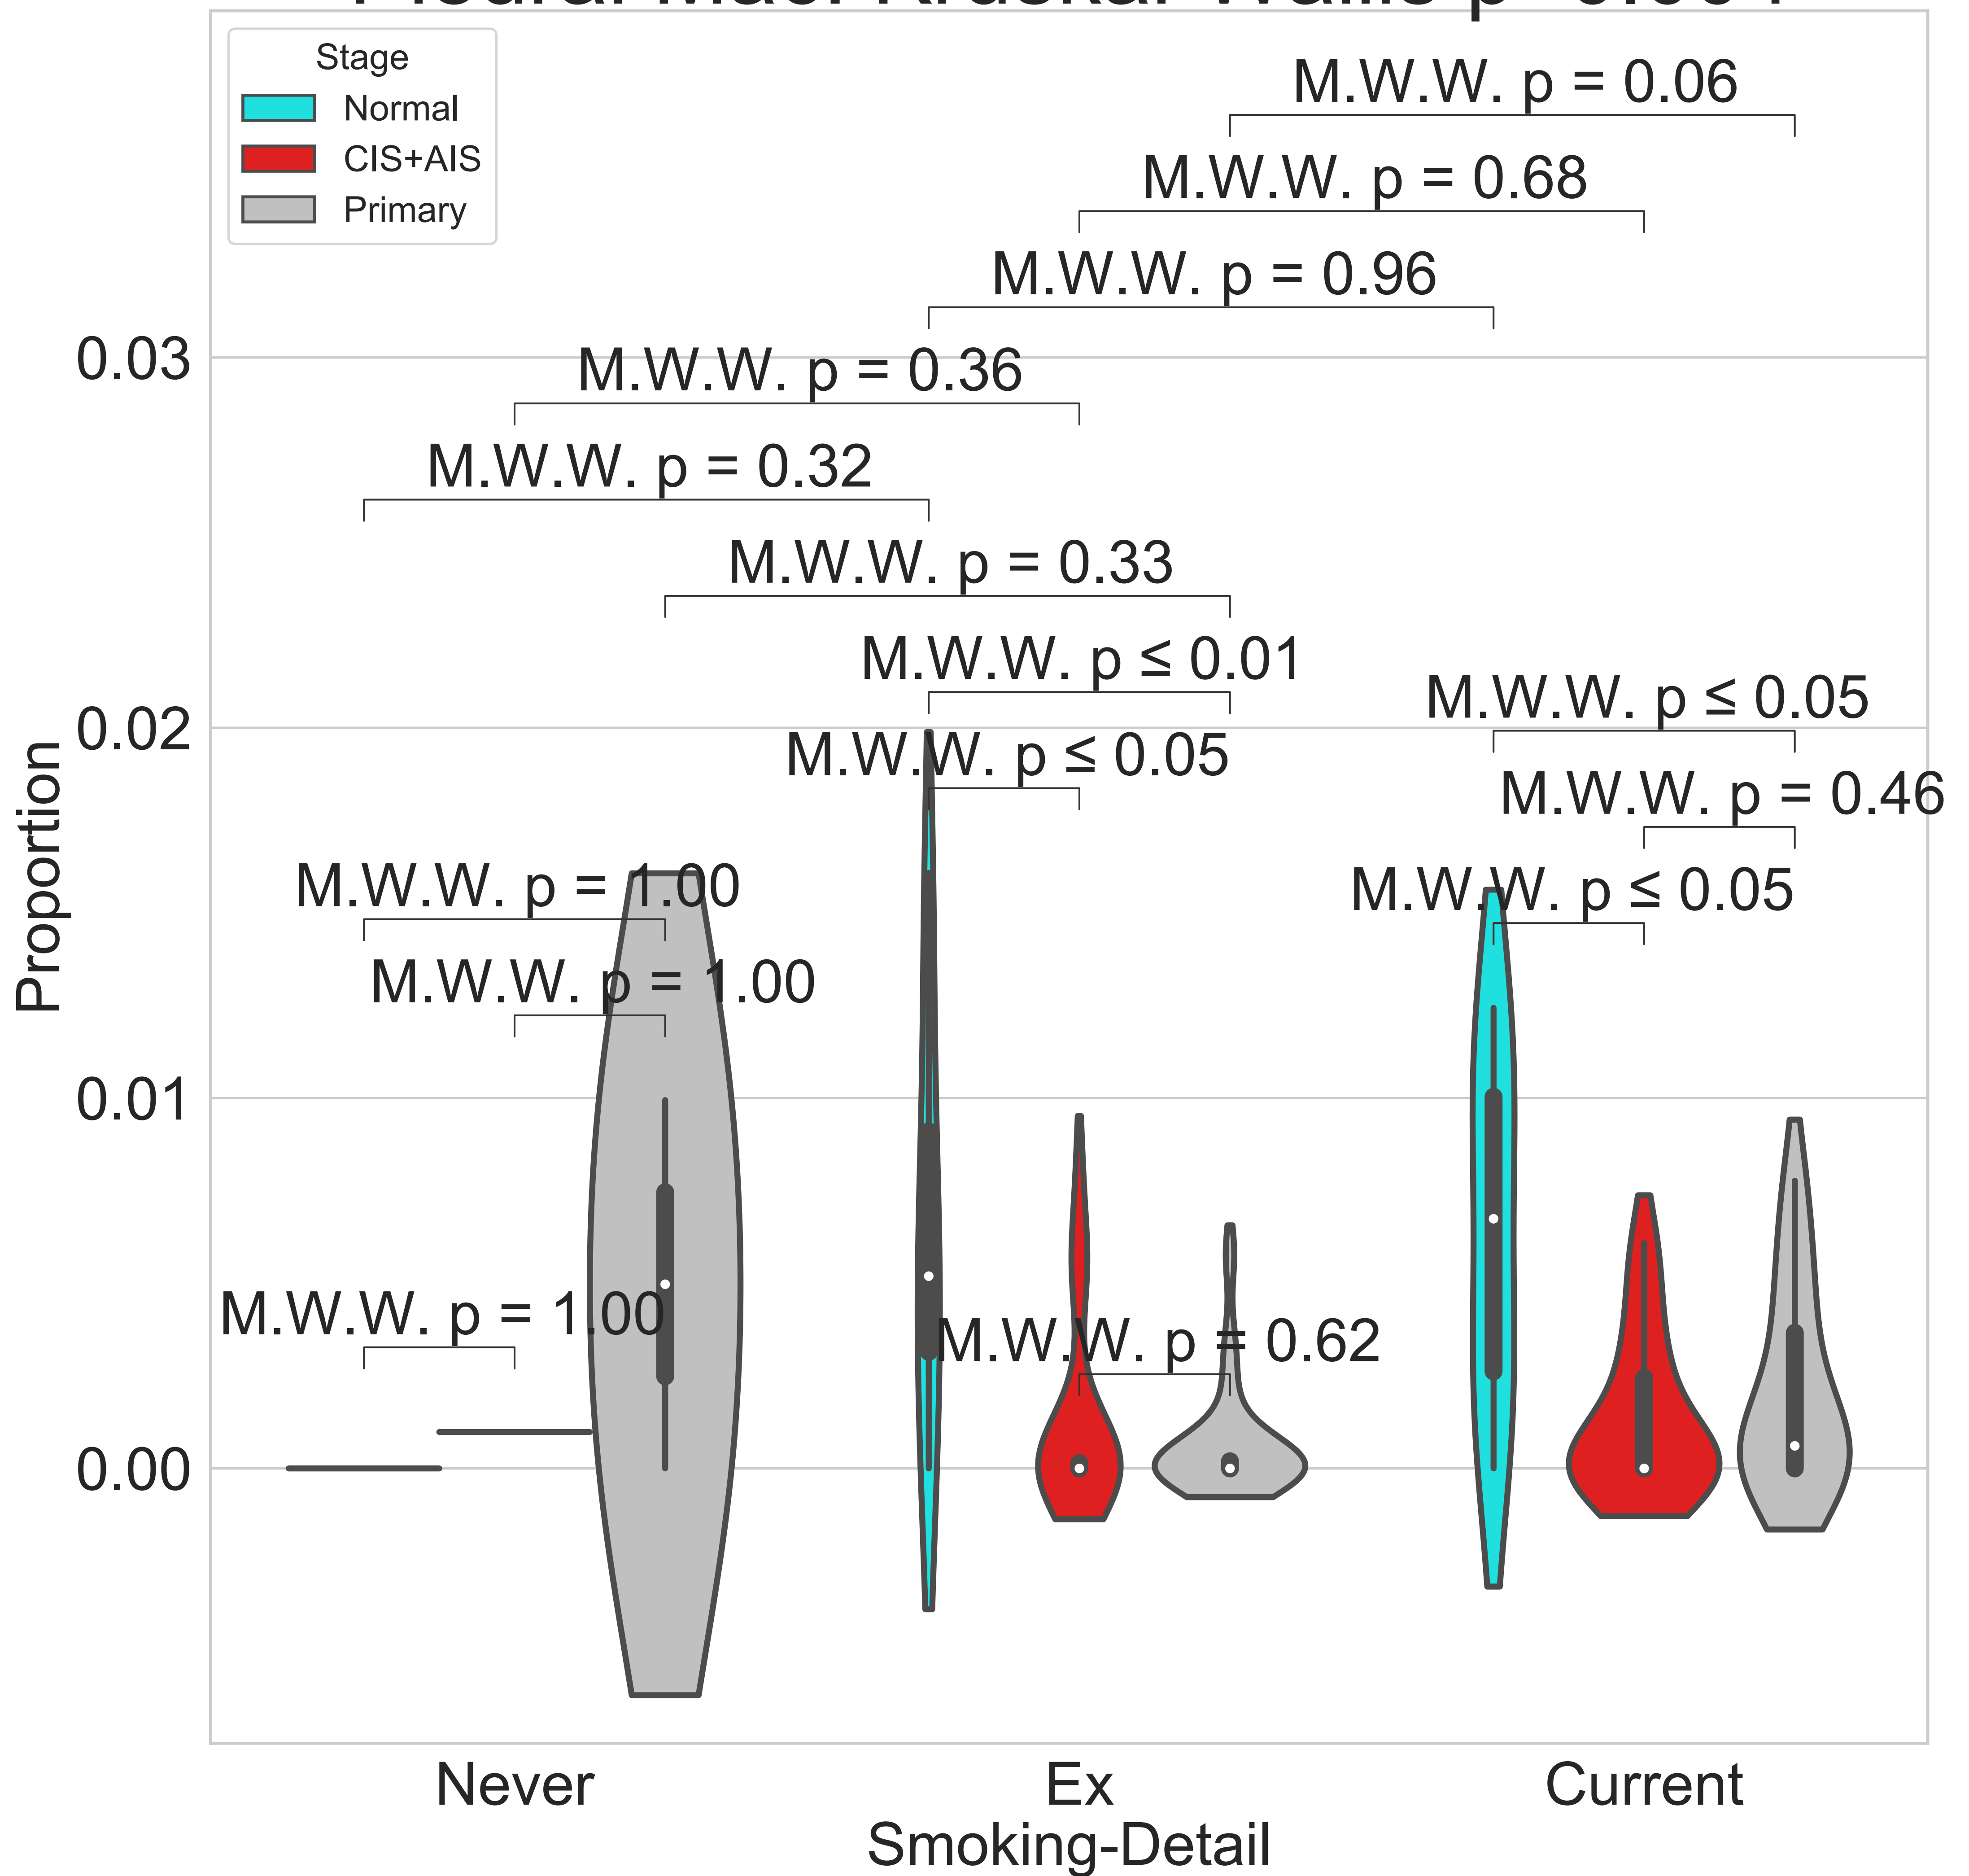 Stage
Normal
CIS+AIS
Primary
M.W.W. p = 0.06
M.W.W. p = 0.68
M.W.W. p = 0.96
M.W.W. p = 0.36
M.W.W. p = 0.32
M.W.W. p = 0.33
M.W.W. p ≤ 0.01
M.W.W. p ≤ 0.05
M.W.W. p ≤ 0.05
M.W.W. p = 0.46
M.W.W. p ≤ 0.05
M.W.W. p = 1.00
M.W.W. p = 1.00
M.W.W. p = 1.00
M.W.W. p = 0.62
0.03
0.02
0.01
0.00
Proportion
Never
Ex
Current
Smoking-Detail